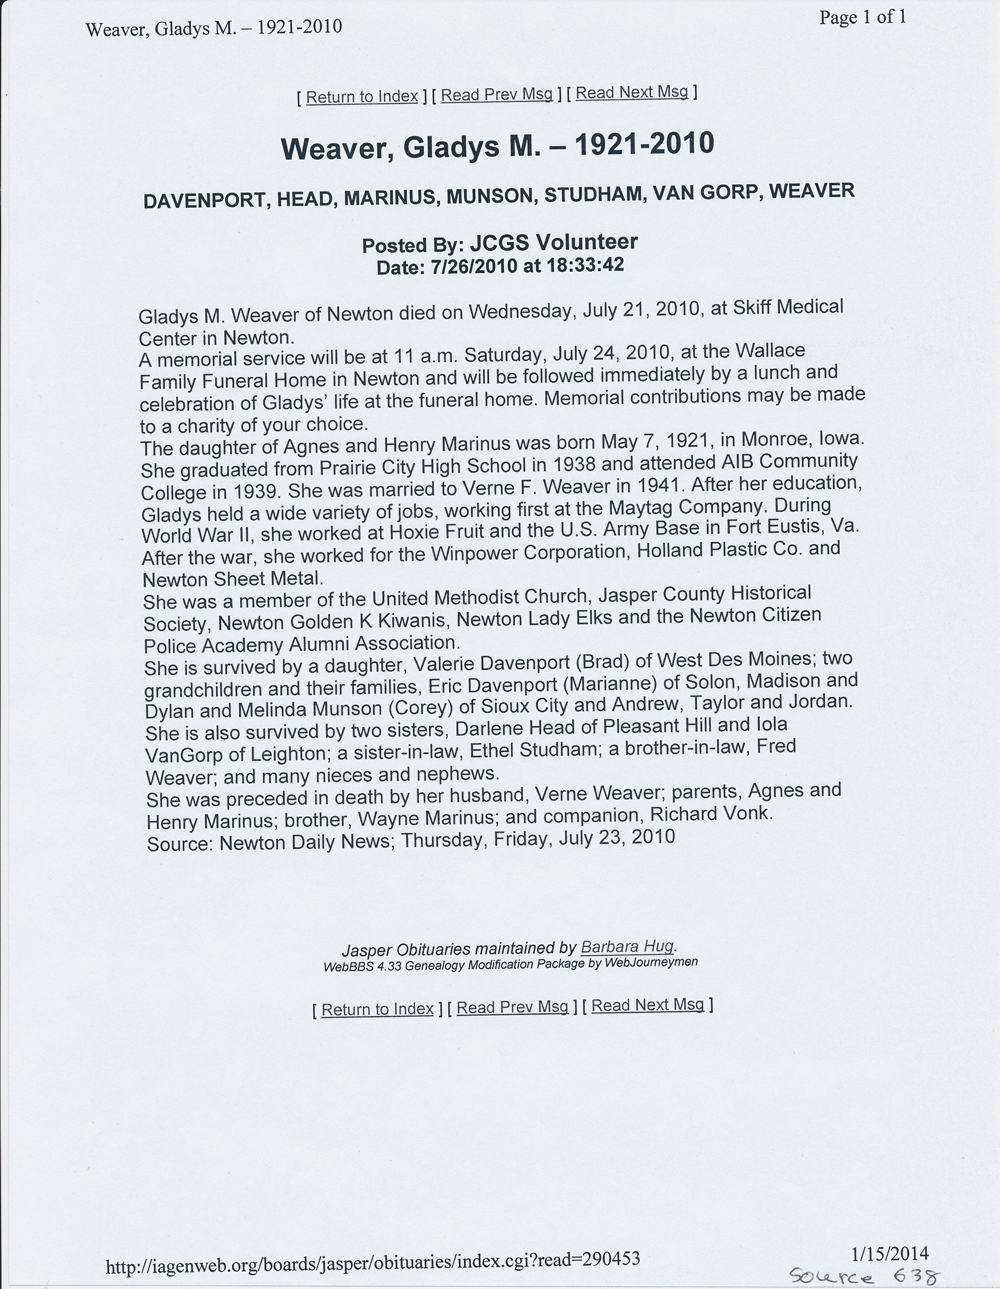 Weaver, Gladys M. – 1921-2010
Page 1 of 1
[ Return to Index ] [ Read Prev Msg ] [ Read Next Msg ]
Weaver, Gladys M. – 1921-2010
DAVENPORT, HEAD, MARINUS, MUNSON, STUDHAM, VAN GORP, WEAVER
Posted By: JCGS Volunteer
Date: 7/26/2010 at 18:33:42
Gladys M. Weaver of Newton died on Wednesday, July 21, 2010, at Skiff Medical
Center in Newton.
A memorial service will be at 11 a.m. Saturday, July 24, 2010, at the Wallace
Family Funeral Home in Newton and will be followed immediately by a lunch and
celebration of Gladys' life at the funeral home. Memorial contributions may be made
to a charity of your choice.
The daughter of Agnes and Henry Marinus was born May 7, 1921, in Monroe, Iowa.
She graduated from Prairie City High School in 1938 and attended AIB Community
College in 1939. She was married to Verne F. Weaver in 1941. After her education,
Gladys held a wide variety of jobs, working first at the Maytag Company. During
World War II, she worked at Hoxie Fruit and the U.S. Army Base in Fort Eustis, Va.
After the war, she worked for the Winpower Corporation, Holland Plastic Co. and
Newton Sheet Metal.
She was a member of the United Methodist Church, Jasper County Historical
Society, Newton Golden K Kiwanis, Newton Lady Elks and the Newton Citizen
Police Academy Alumni Association.
She is survived by a daughter, Valerie Davenport (Brad) of West Des Moines; two
grandchildren and their families, Eric Davenport (Marianne) of Solon, Madison and
Dylan and Melinda Munson (Corey) of Sioux City and Andrew, Taylor and Jordan.
She is also survived by two sisters, Darlene Head of Pleasant Hill and Iola
VanGorp of Leighton; a sister-in-law, Ethel Studham; a brother-in-law, Fred
Weaver; and many nieces and nephews.
She was preceded in death by her husband, Verne Weaver; parents, Agnes and
Henry Marinus; brother, Wayne Marinus; and companion, Richard Vonk.
Source: Newton Daily News; Thursday, Friday, July 23, 2010
Jasper Obituaries maintained by Barbara Hug.
WebBBS 4.33 Genealogy Modification Package by WebJourneymen
[ Return to Index ] [ Read Prev Msg ] [ Read Next Msg ]
http://iagenweb.org/boards/jasper/obituaries/index.cgi?read=290453
1/15/2014
Source 638